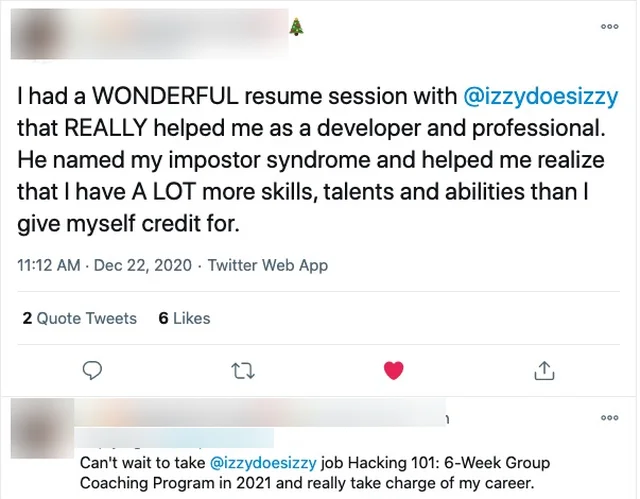 I had a WONDERFUL resume session with @izzydoesizzy
that REALLY helped me as a developer and professional.
He named my impostor syndrome and helped me realize
that I have A LOT more skills, talents and abilities than I
give myself credit for.
11:12 AM · Dec 22, 2020 · Twitter Web App
2 Quote Tweets 6 Likes
Can't wait to take @izzydoesizzy job Hacking 101: 6-Week Group
Coaching Program in 2021 and really take charge of my career.